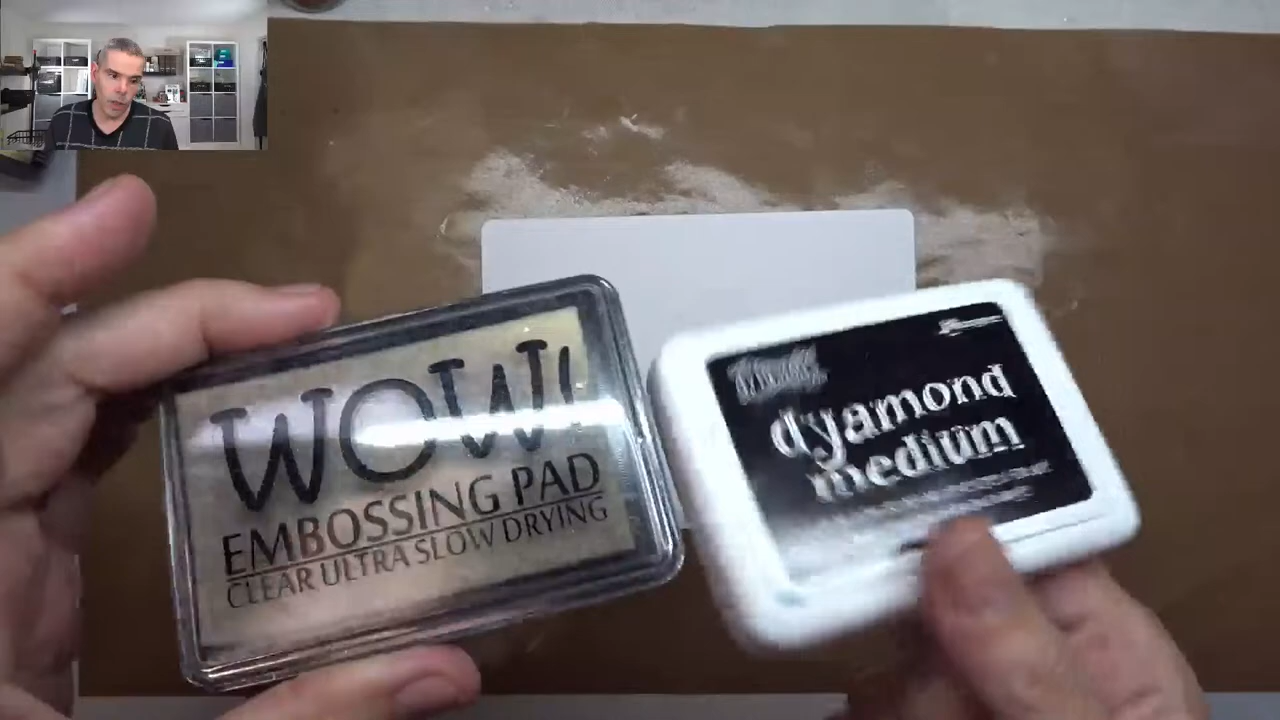 WOW!
EMBOSSING PAD
CLEAR ULTRA SLOW DRYING
dyamond
medium